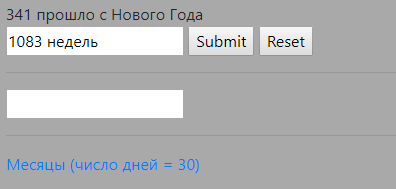 341 прошло с Нового Года
1083 недель Submit Reset
Месяцы (число дней = 30)